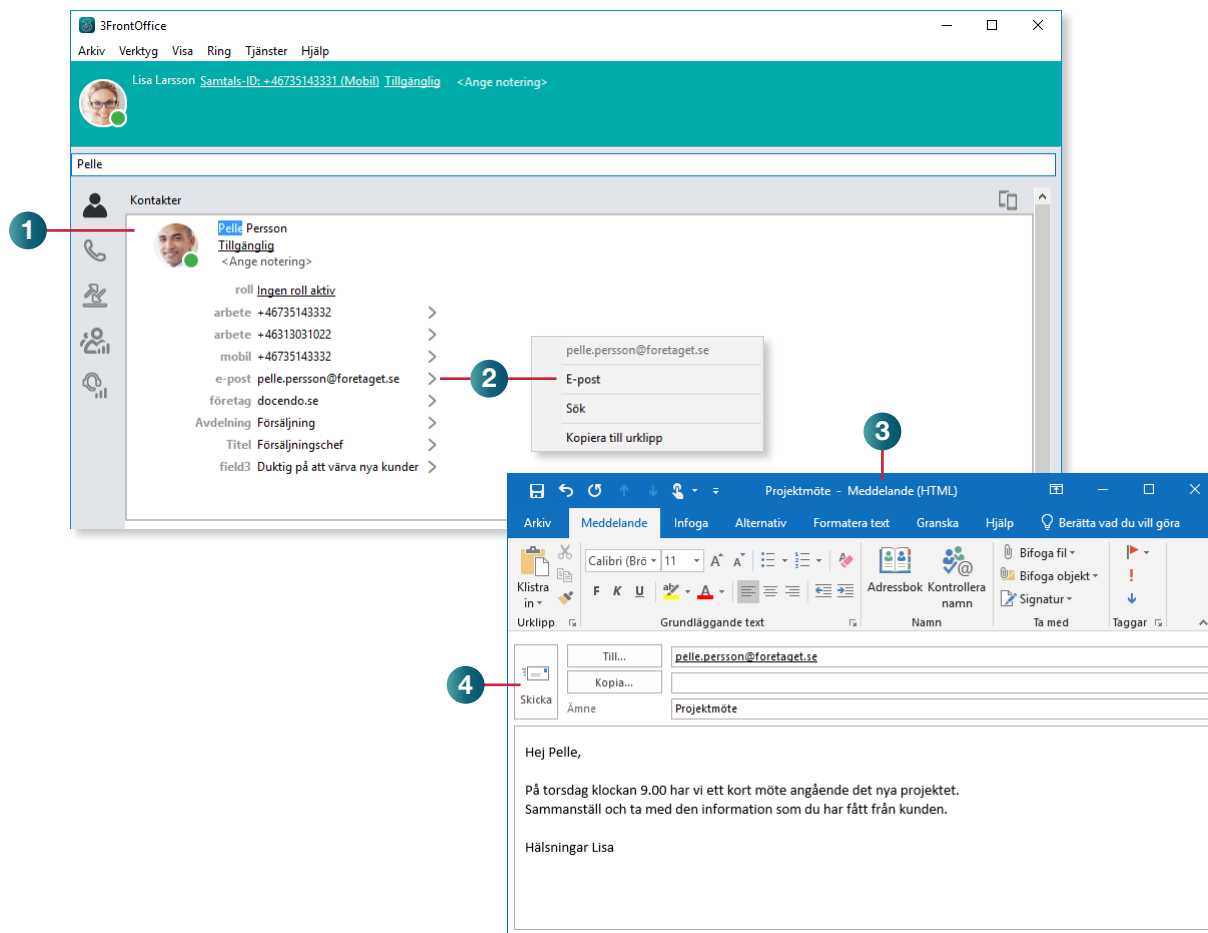 3FrontOffice
Arkiv Verktyg Visa Ring Tjänster Hjälp
Lisa Larsson Samtals-ID: +46735143331 (Mobil) Tillgänglig <Ange notering>
Pelle
Kontakter
1
Pelle Persson
Tillgänglig
<Ange notering>
roll Ingen roll aktiv
arbete +46735143332
arbete +46313031022
mobil +46735143332
e-post pelle.persson@foretaget.se
företag docendo.se
Avdelning Försäljning
Titel Försäljningschef
field3 Duktig på att värva nya kunder
2
pelle.persson@foretaget.se
E-post
Sök
Kopiera till urklipp
3
Projektmöte - Meddelande (HTML)
Arkiv Meddelande Infoga Alternativ Formatera text Granska Hjälp Berätta vad du vill göra
Klistra in
Urklipp
Calibri (Brö 11 A A
F K U aby A
Grundläggande text
Adressbok Kontrollera namn
Namn
Bifoga fil
Bifoga objekt
Signatur
Ta med
Taggar
4
Skicka
Till... pelle.persson@foretaget.se
Kopia...
Ämne Projektmöte
Hej Pelle,
På torsdag klockan 9.00 har vi ett kort möte angående det nya projektet.
Sammanställ och ta med den information som du har fått från kunden.
Hälsningar Lisa